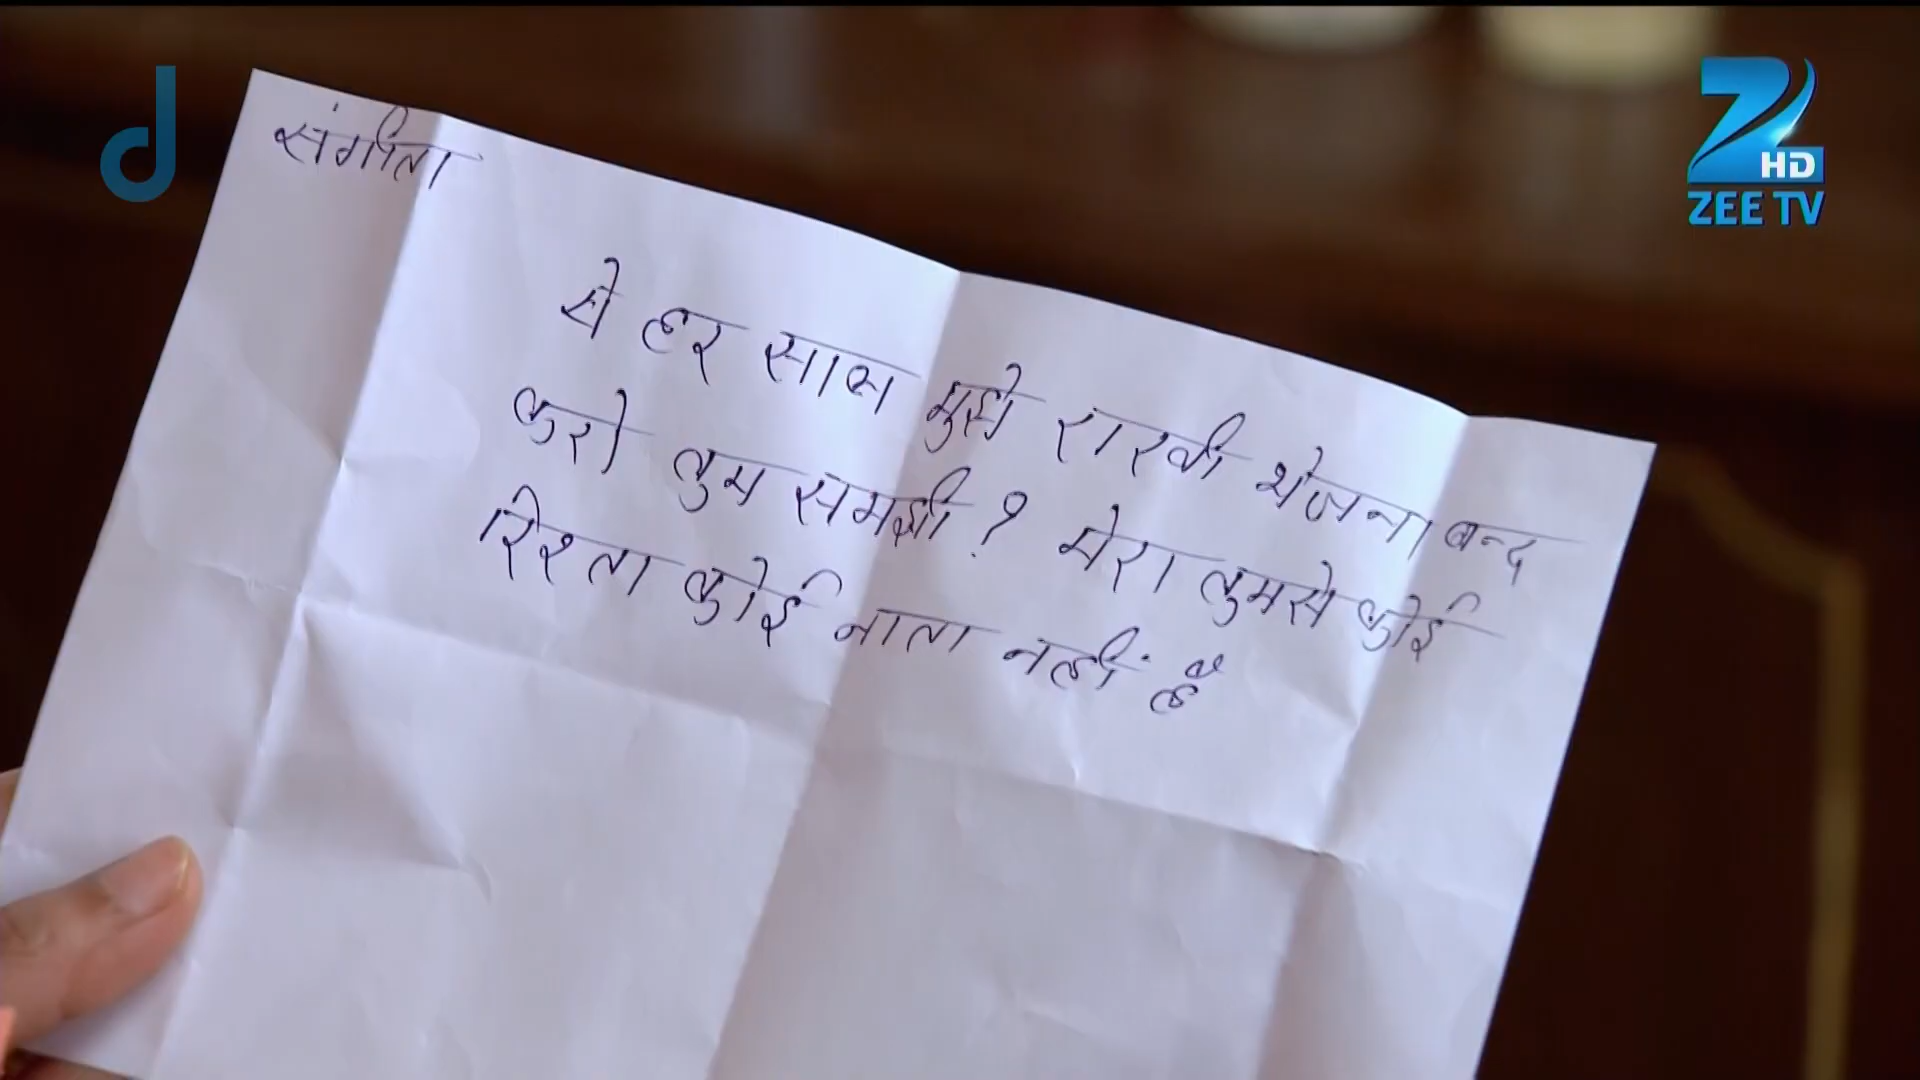 संगीता
ये हर साल मुझे राखी भेजना बन्द
करो तुम समझी? मेरा तुमसे कोई
रिश्ता कोई नाता नहीं है
d
HD
ZEE TV